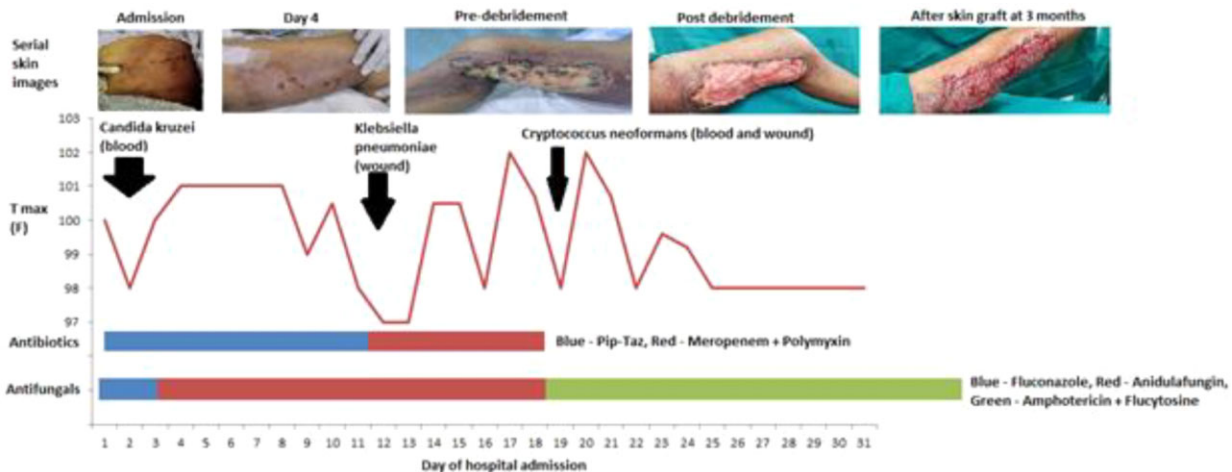 Admission
Day 4
Pre-debridement
Post debridement
After skin graft at 3 months
Serial
skin
images
Candida kruzei
(blood)
Klebsiella
pneumoniae
(wound)
Cryptococcus neoformans (blood and wound)
T max
(F)
103
102
101
100
99
98
97
Antibiotics
Blue - Pip-Taz, Red - Meropenem + Polymyxin
Antifungals
Blue - Fluconazole, Red - Anidulafungin,
Green - Amphotericin + Flucytosine
1 2 3 4 5 6 7 8 9 10 11 12 13 14 15 16 17 18 19 20 21 22 23 24 25 26 27 28 29 30 31
Day of hospital admission